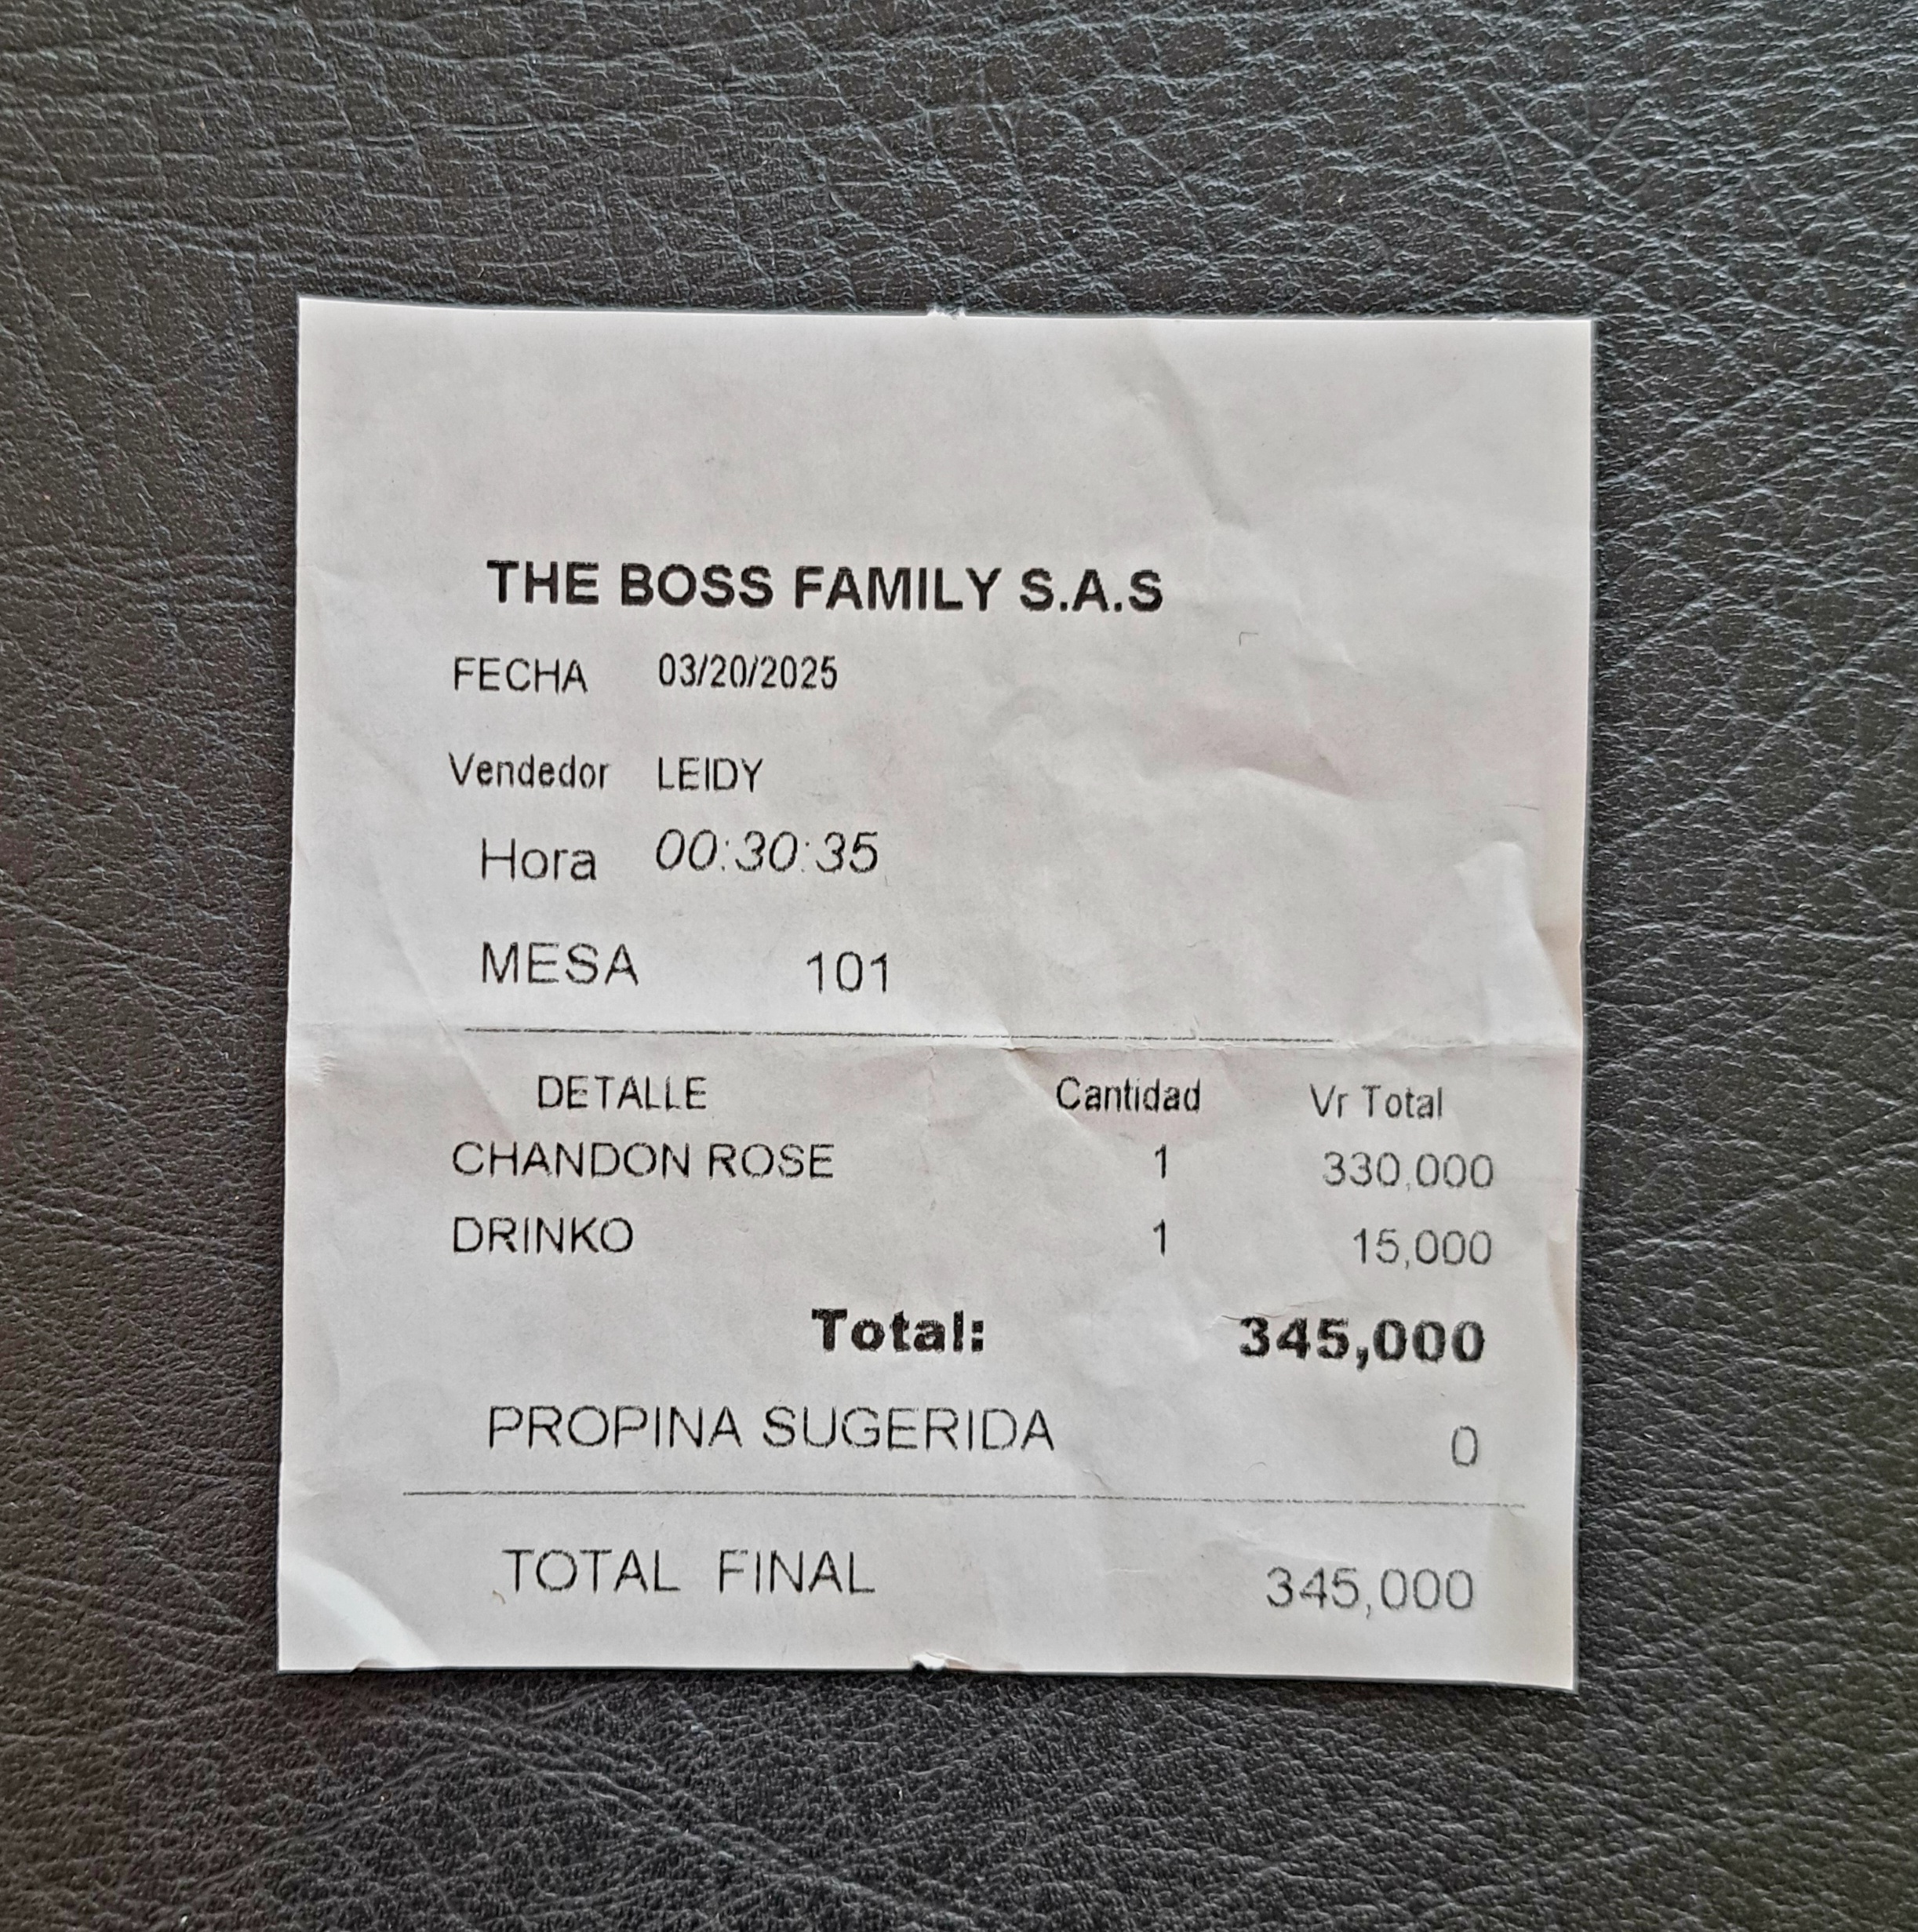 THE BOSS FAMILY S.A.S
FECHA 03/20/2025
Vendedor LEIDY
Hora 00:30:35
MESA 101
DETALLE Cantidad Vr Total
CHANDON ROSE 1 330,000
DRINKO 1 15,000
Total: 345,000
PROPINA SUGERIDA 0
TOTAL FINAL 345,000